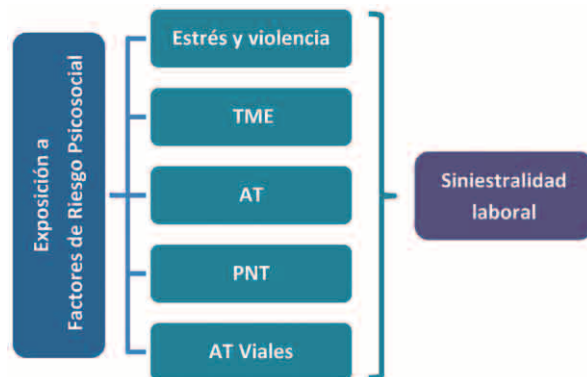 Exposición a
Factores de Riesgo Psicosocial
Estrés y violencia
TME
AT
PNT
AT Viales
Siniestralidad
laboral